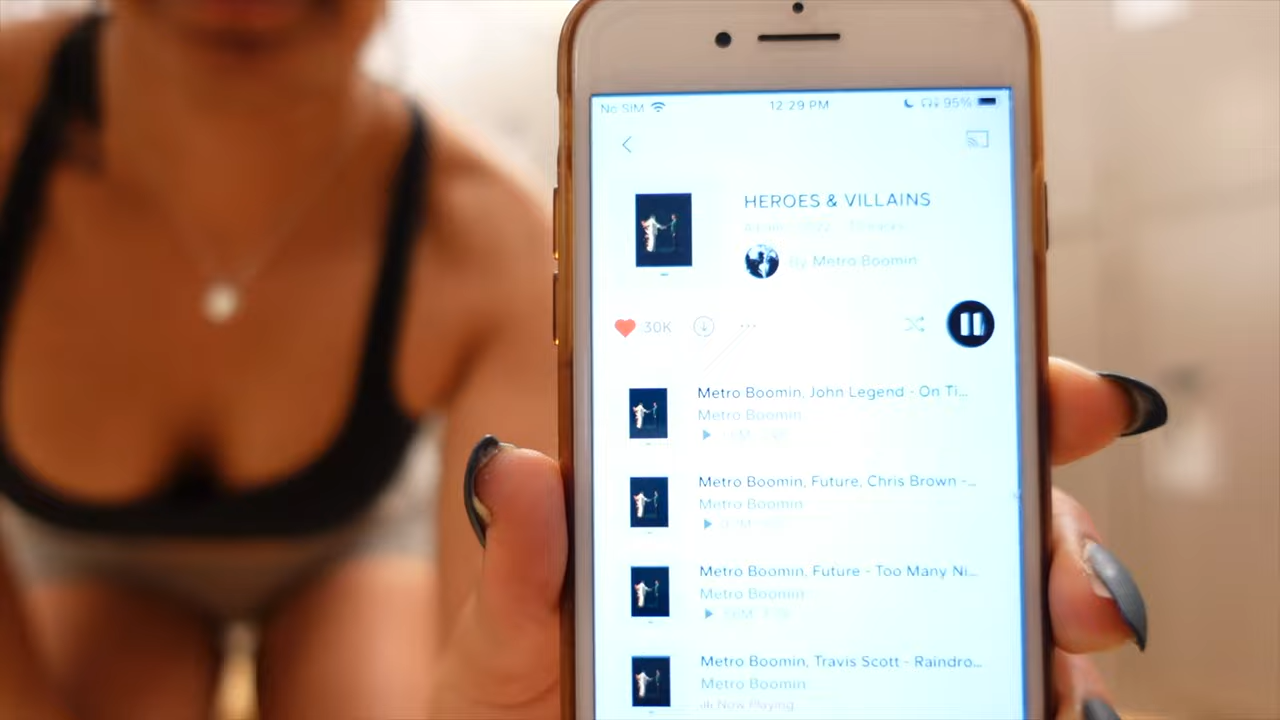 No SIM 12:29 PM 95%
HEROES & VILLAINS
By Metro Boomin
30K
Metro Boomin, John Legend - On Ti...
Metro Boomin
Metro Boomin, Future, Chris Brown -...
Metro Boomin
Metro Boomin, Future - Too Many Ni...
Metro Boomin
Metro Boomin, Travis Scott - Raindro...
Metro Boomin
Now Playing